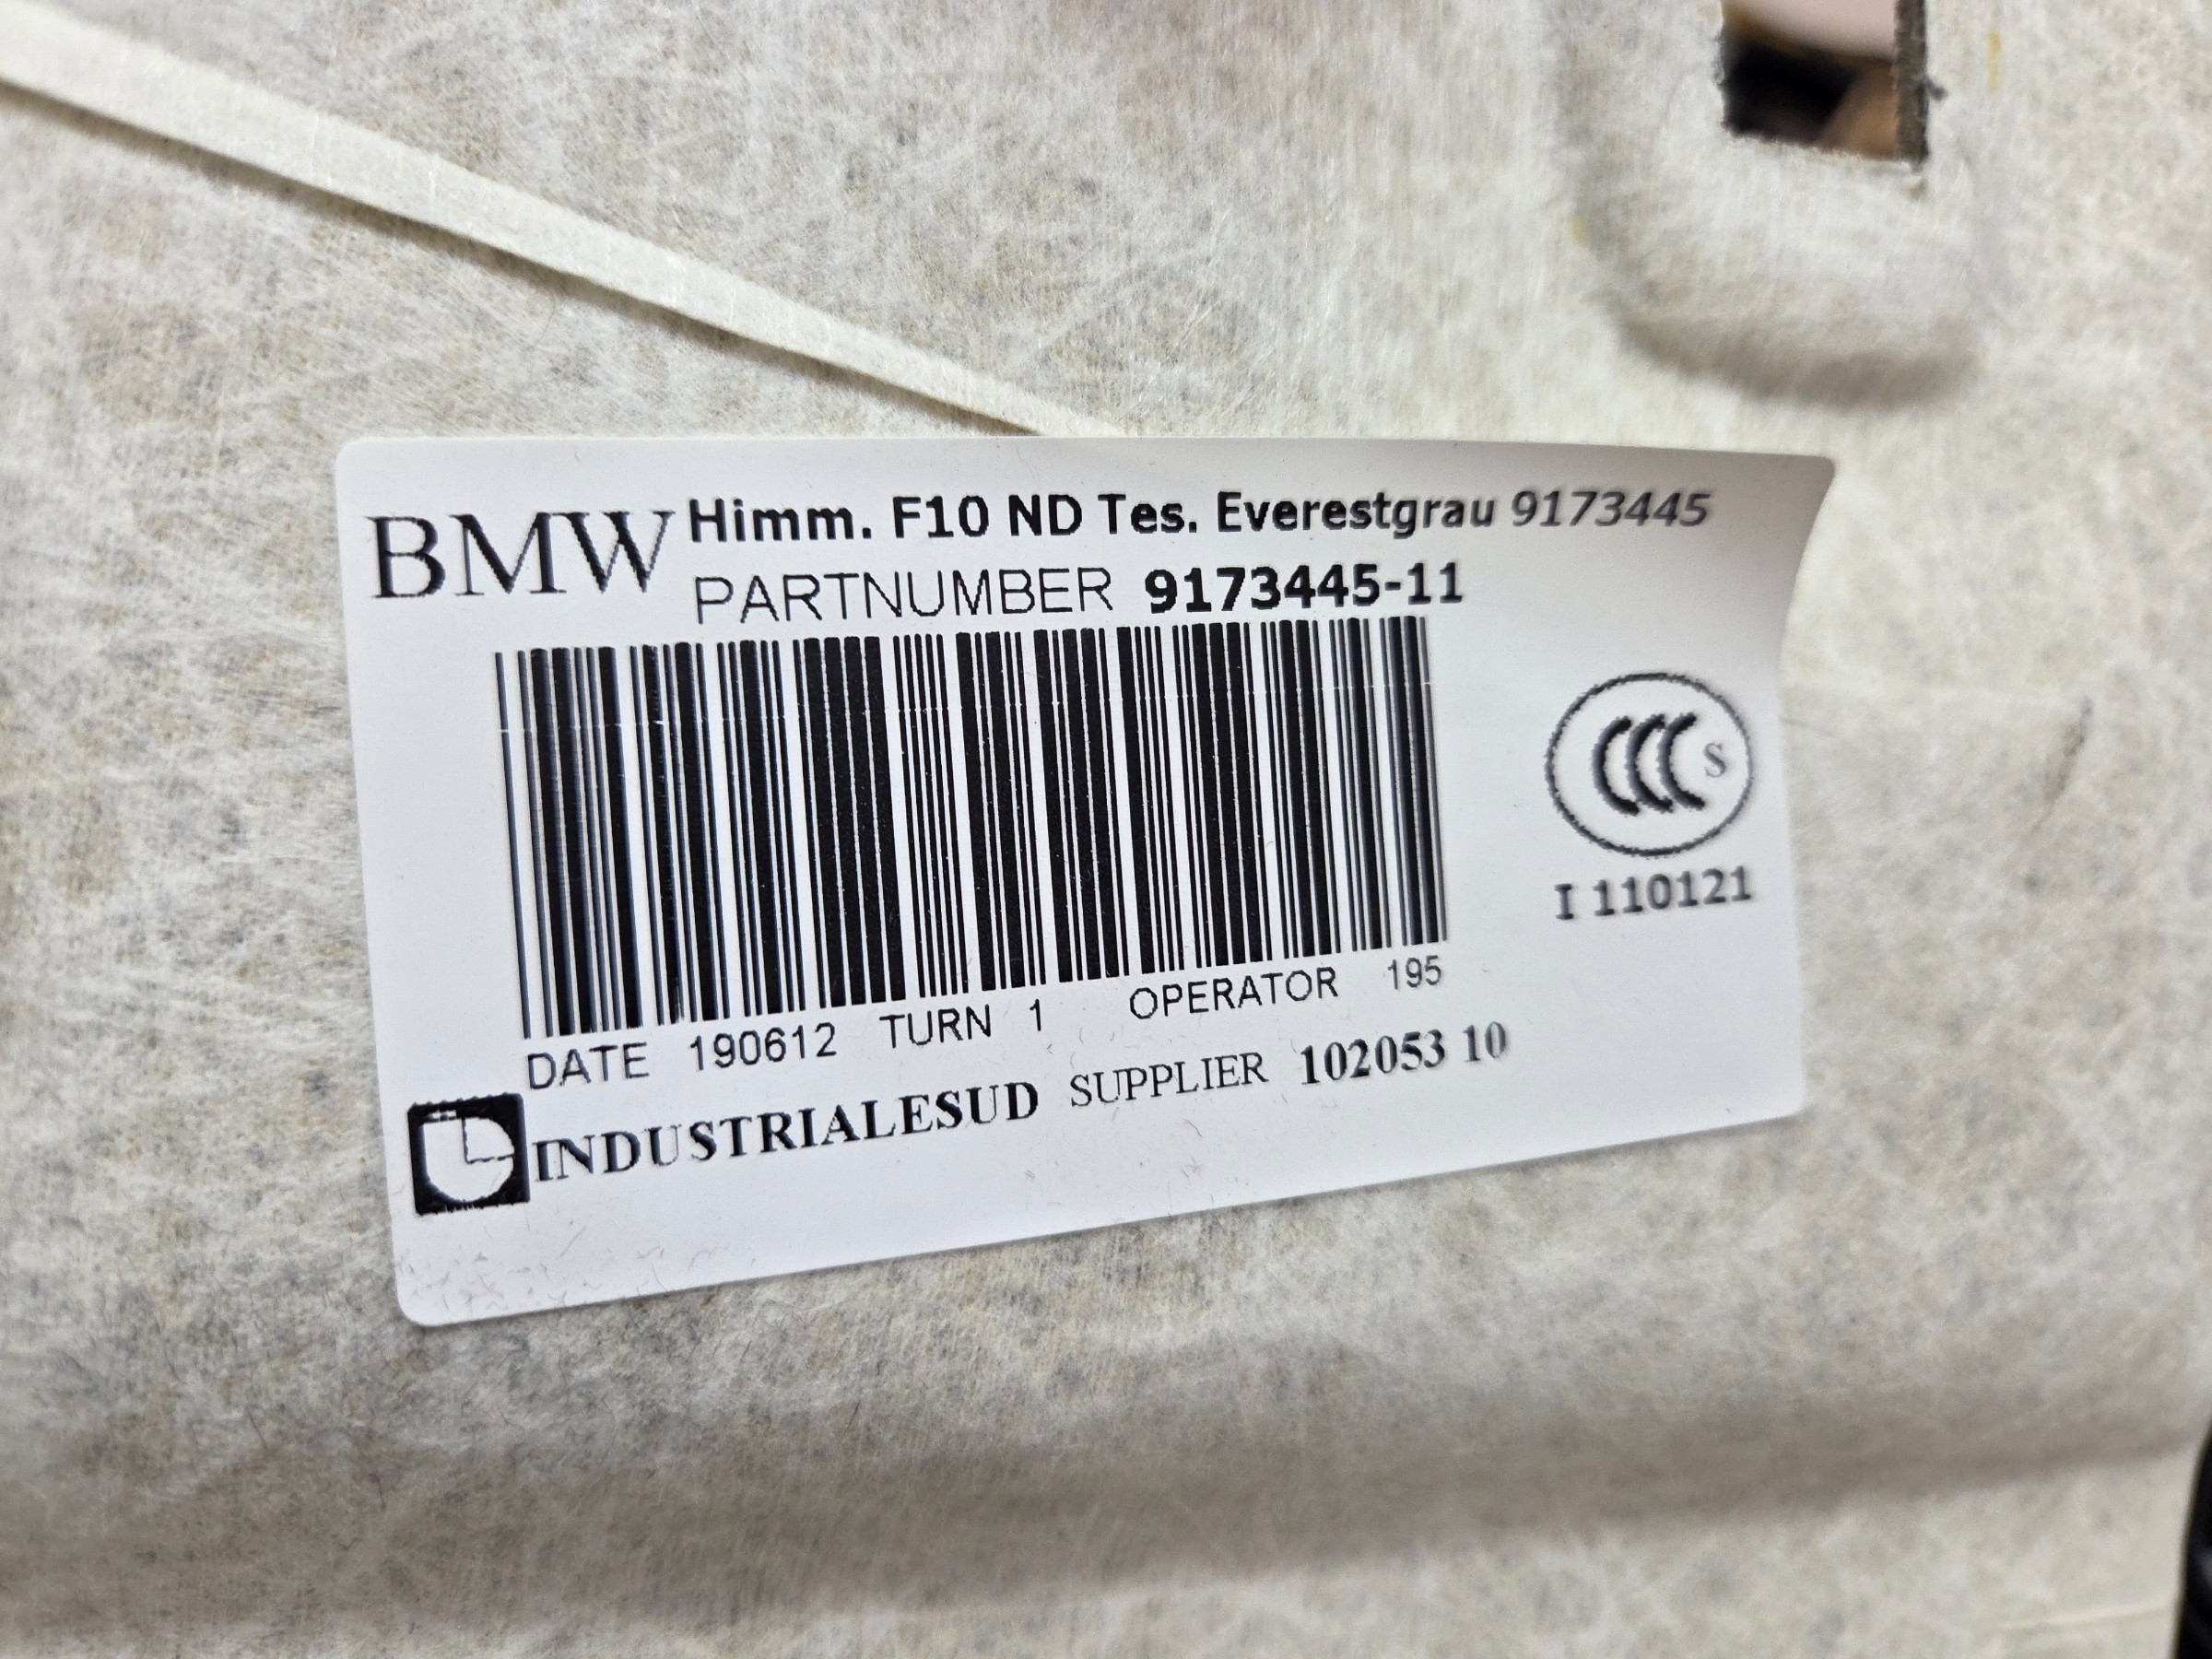 BMW Himm. F10 ND Tes. Everestgrau 9173445
PARTNUMBER 9173445-11
CCC S
I 110121
DATE 190612 TURN 1 OPERATOR 195
INDUSTRIALESUD SUPPLIER 102053 10